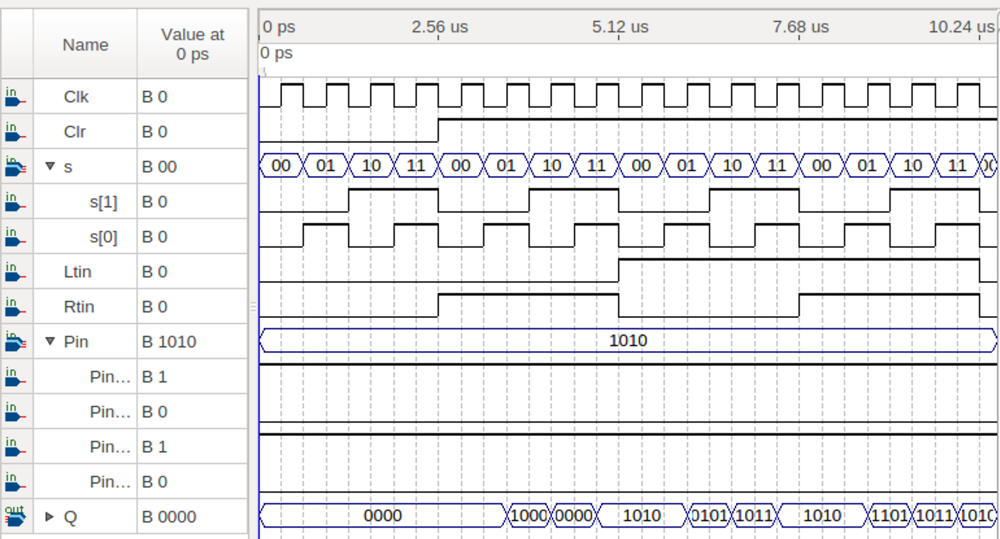 Name
Value at
0 ps
0 ps 2.56 us 5.12 us 7.68 us 10.24 us
0 ps
in Clk B 0
in Clr B 0
in s B 00 00 01 10 11 00 01 10 11 00 01 10 11 00 01 10 11 00
in s[1] B 0
in s[0] B 0
in Ltin B 0
in Rtin B 0
in Pin B 1010 1010
in Pin... B 1
in Pin... B 0
in Pin... B 1
in Pin... B 0
out Q B 0000 0000 1000 0000 1010 0101 1011 1010 1101 1011 1010